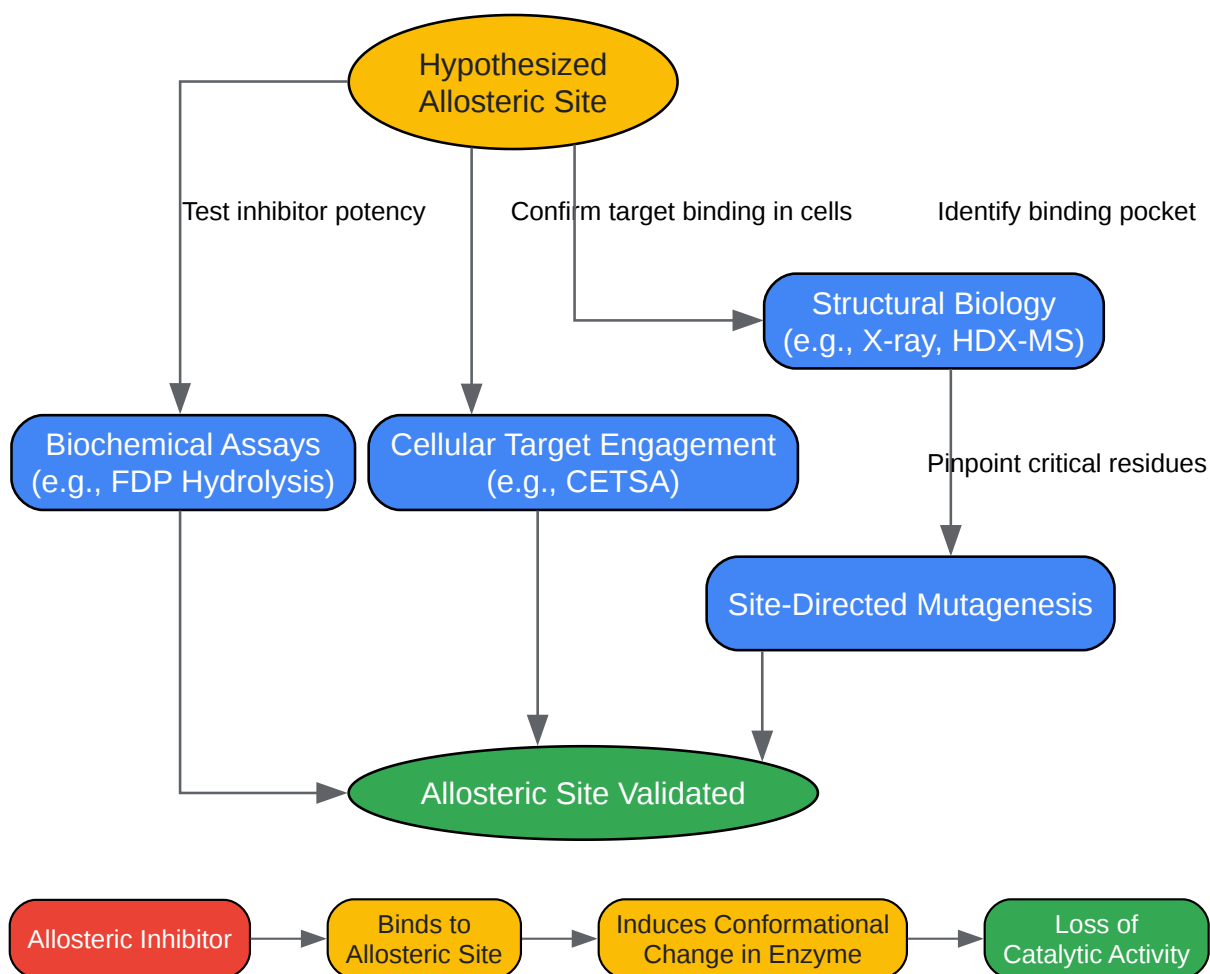 Hypothesized
Allosteric Site
Test inhibitor potency
Confirm target binding in cells
Identify binding pocket
Structural Biology
(e.g., X-ray, HDX-MS)
Biochemical Assays
(e.g., FDP Hydrolysis)
Cellular Target Engagement
(e.g., CETSA)
Pinpoint critical residues
Site-Directed Mutagenesis
Allosteric Site Validated
Allosteric Inhibitor
Binds to
Allosteric Site
Induces Conformational
Change in Enzyme
Loss of
Catalytic Activity